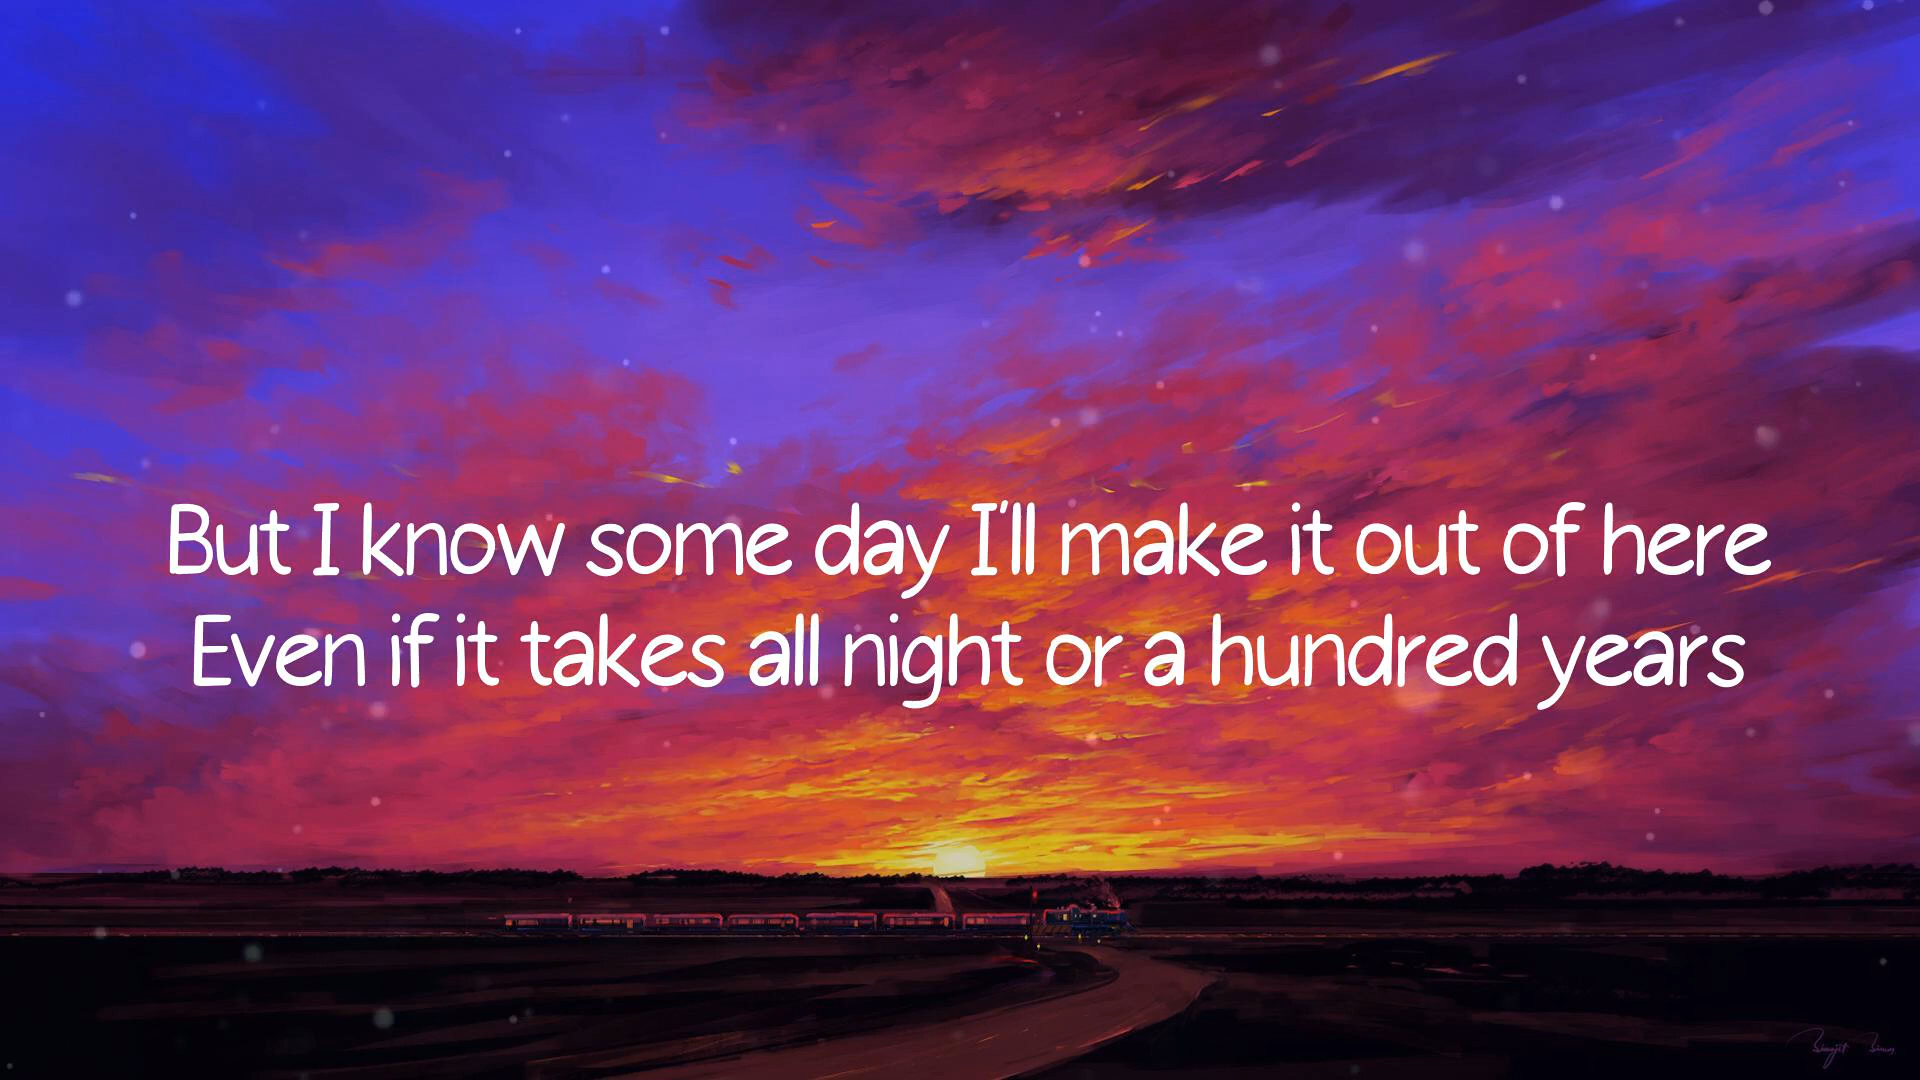 But I know some day I'll make it out of here
Even if it takes all night or a hundred years